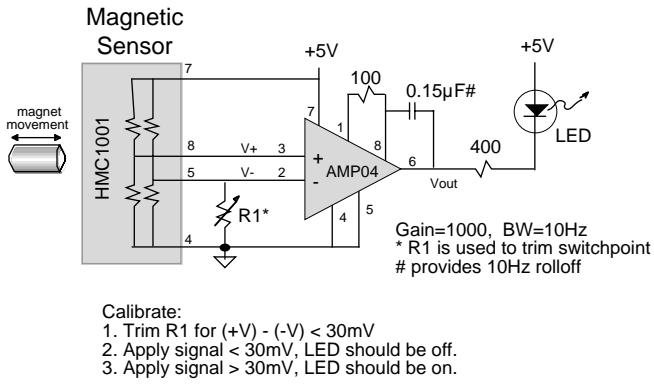 Magnetic
Sensor
+5V
+5V
7
100
0.15µF#
magnet
movement
HMC1001
7
1
8
LED
8
V+
3
+
400
AMP04
6
5
V-
2
-
Vout
R1*
4
5
4
Gain=1000, BW=10Hz
* R1 is used to trim switchpoint
# provides 10Hz rolloff
Calibrate:
1. Trim R1 for (+V) - (-V) < 30mV
2. Apply signal < 30mV, LED should be off.
3. Apply signal > 30mV, LED should be on.